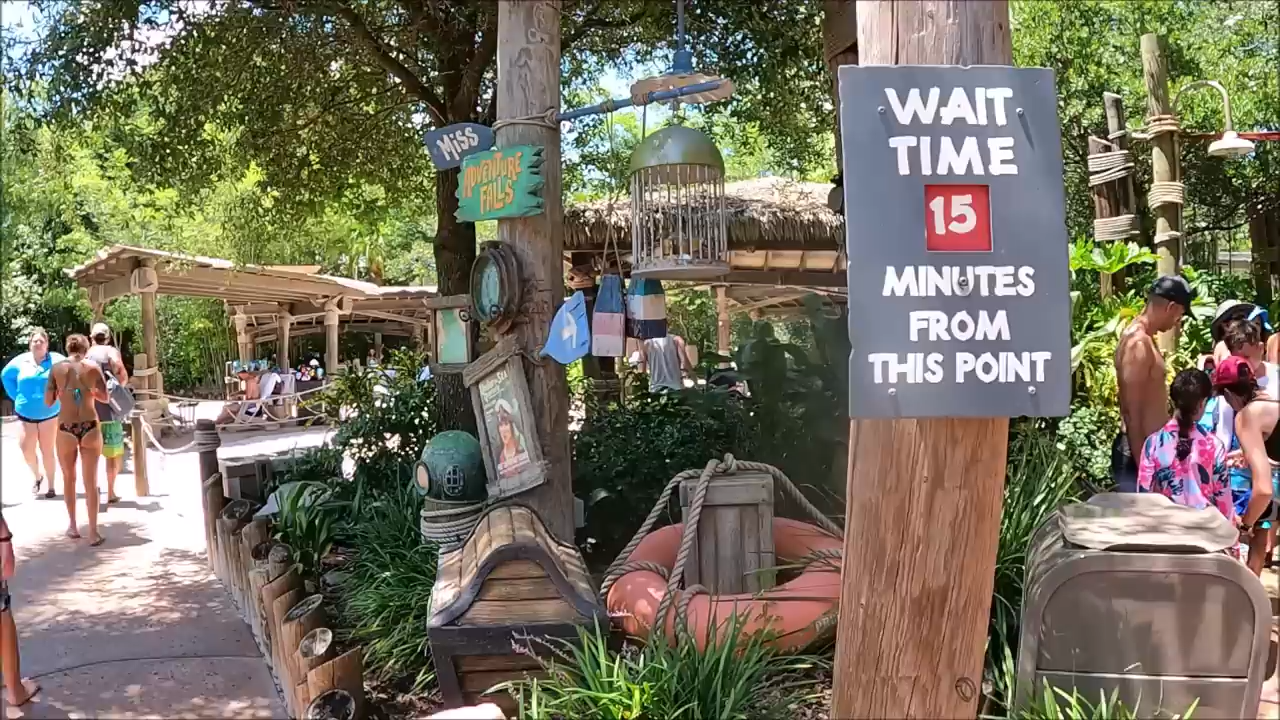 MISS
ADVENTURE
FALLS
WAIT
TIME
15
MINUTES
FROM
THIS POINT